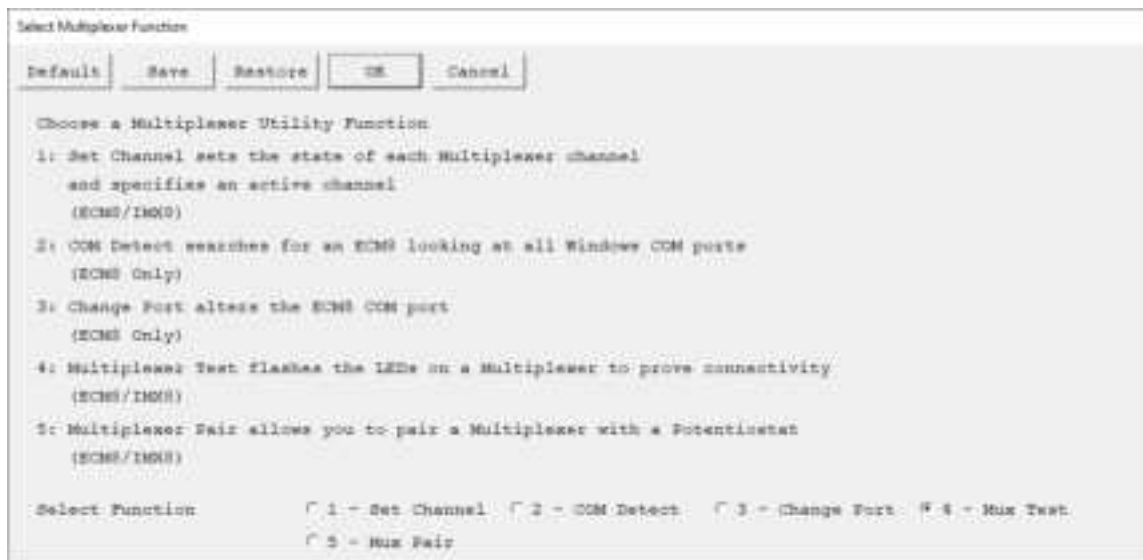 Select Multiplexer Function
Default Save Restore OK Cancel
Choose a Multiplexer Utility Function
1: Set Channel sets the state of each Multiplexer channel
and specifies an active channel
(ECM8/IMX8)
2: COM Detect searches for an ECM8 looking at all Windows COM ports
(ECM8 Only)
3: Change Port alters the ECM8 COM port
(ECM8 Only)
4: Multiplexer Test flashes the LEDs on a Multiplexer to prove connectivity
(ECM8/IMX8)
5: Multiplexer Pair allows you to pair a Multiplexer with a Potentiostat
(ECM8/IMX8)
Select Function 1 - Set Channel 2 - COM Detect 3 - Change Port 4 - Mux Test
5 - Mux Pair